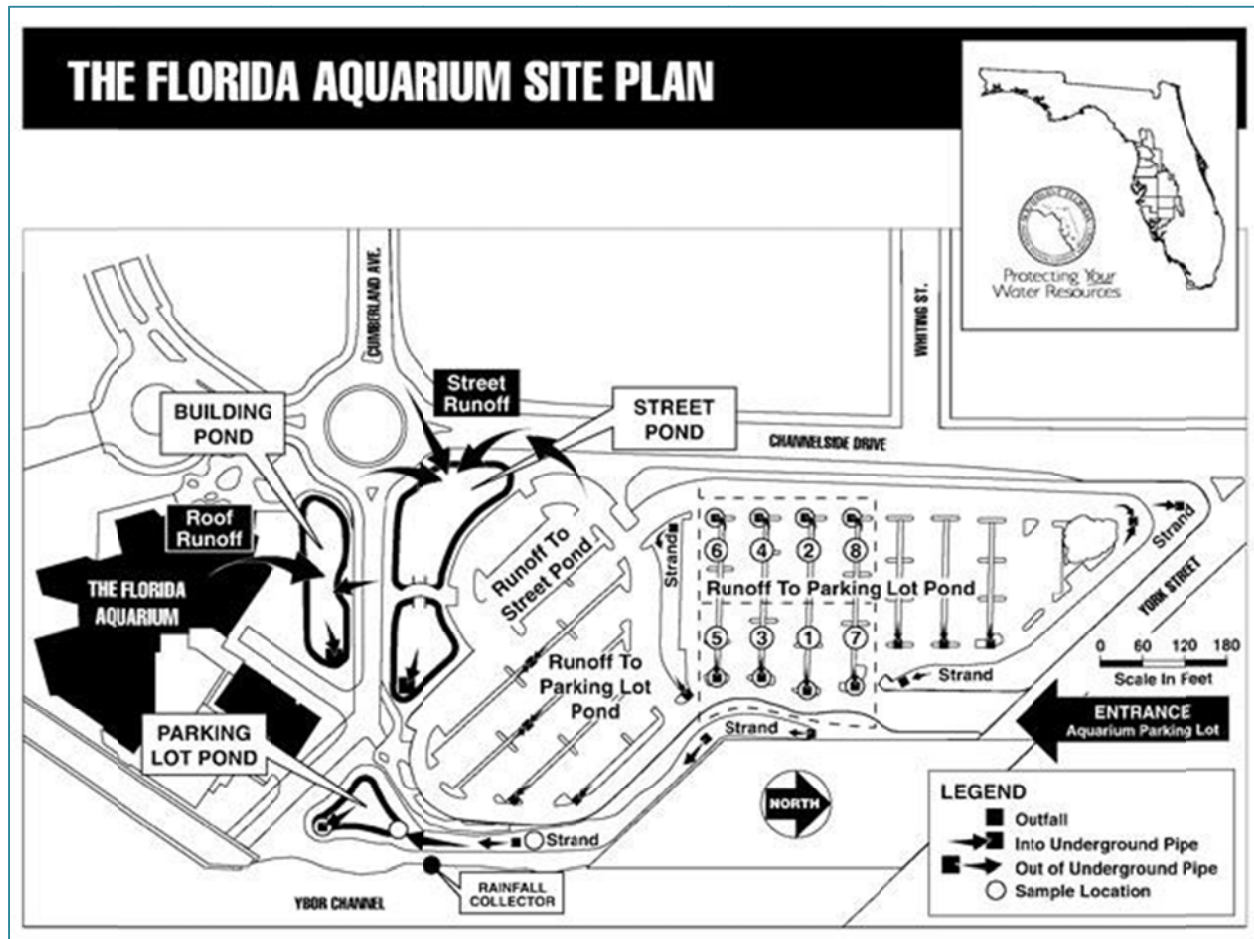 THE FLORIDA AQUARIUM SITE PLAN
Protecting Your
Water Resources
CUMBERLAND AVE.
WHITING ST.
Street
Runoff
STREET
POND
BUILDING
POND
CHANNELSIDE DRIVE
Roof
Runoff
THE FLORIDA
AQUARIUM
Runoff To
Street Pond
Strand
6
4
2
8
Runoff To Parking Lot Pond
5
3
1
7
Strand
YORK STREET
0 60 120 180
Scale In Feet
Runoff To
Parking Lot
Pond
Strand
ENTRANCE
Aquarium Parking Lot
PARKING
LOT POND
Strand
NORTH
LEGEND
Outfall
Into Underground Pipe
Out of Underground Pipe
Sample Location
Strand
RAINFALL
COLLECTOR
YBOR CHANNEL